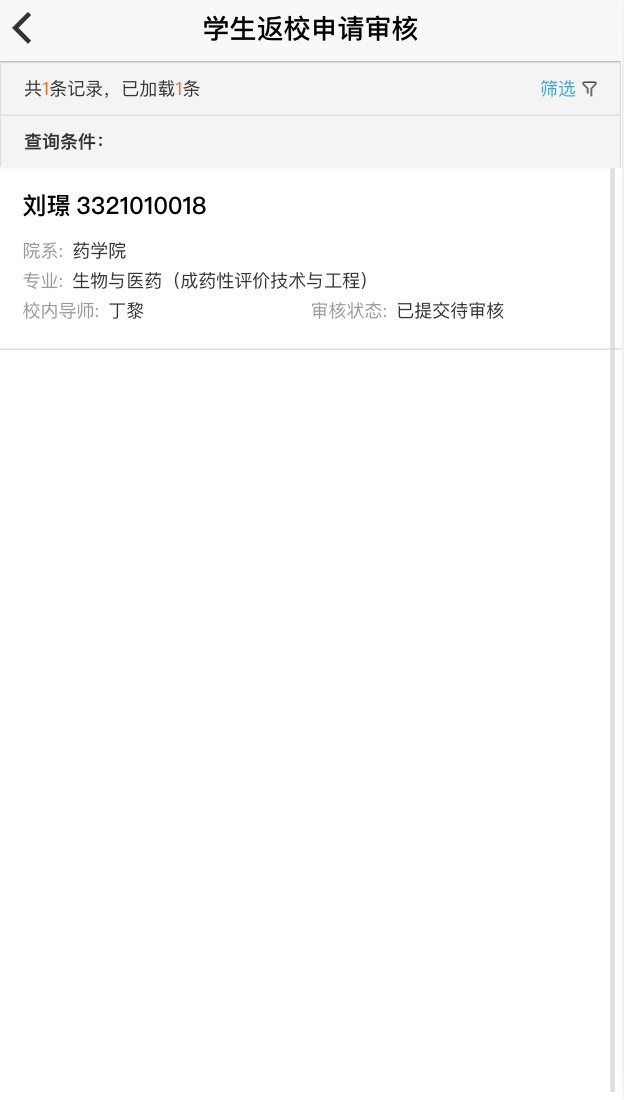 学生返校申请审核
共1条记录，已加载1条 筛选
查询条件：
刘璟 3321010018
院系: 药学院
专业: 生物与医药（成药性评价技术与工程）
校内导师: 丁黎 审核状态: 已提交待审核